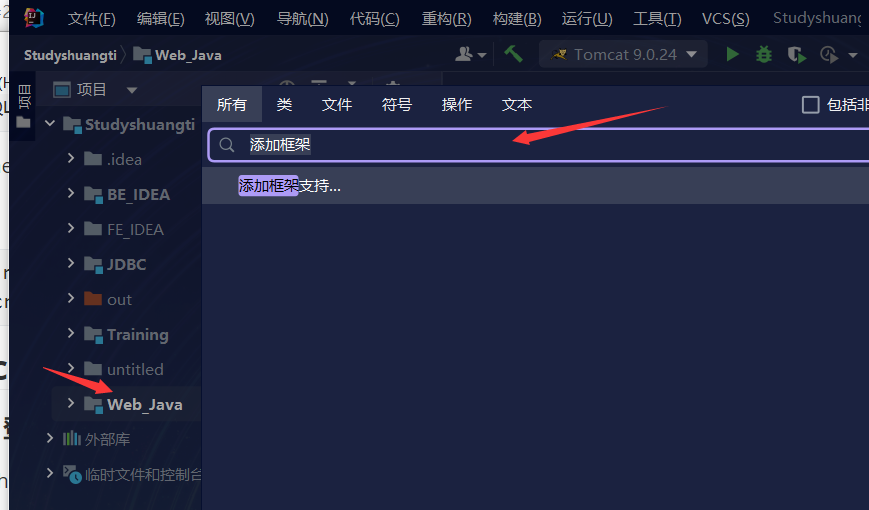 文件(F) 编辑(E) 视图(V) 导航(N) 代码(C) 重构(R) 构建(B) 运行(U) 工具(T) VCS(S) Studyshuang
Studyshuangti Web_Java Tomcat 9.0.24
项目
项目
所有 类 文件 符号 操作 文本 包括非
添加框架
添加框架支持...
Studyshuangti
.idea
BE_IDEA
FE_IDEA
JDBC
out
Training
untitled
Web_Java
外部库
临时文件和控制台